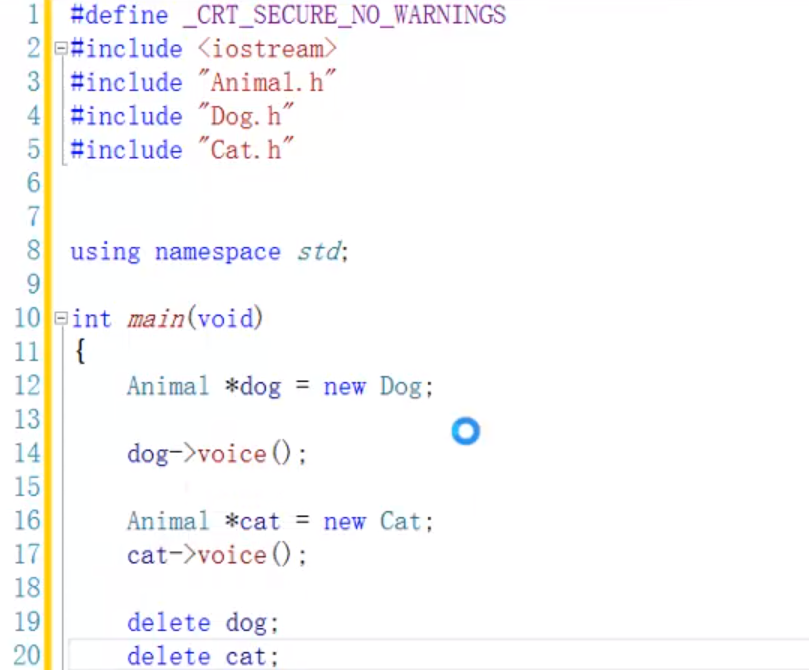 1 #define _CRT_SECURE_NO_WARNINGS
2 #include <iostream>
3 #include "Animal.h"
4 #include "Dog.h"
5 #include "Cat.h"
6
7
8 using namespace std;
9
10 int main(void)
11 {
12 Animal *dog = new Dog;
13
14 dog->voice();
15
16 Animal *cat = new Cat;
17 cat->voice();
18
19 delete dog;
20 delete cat;